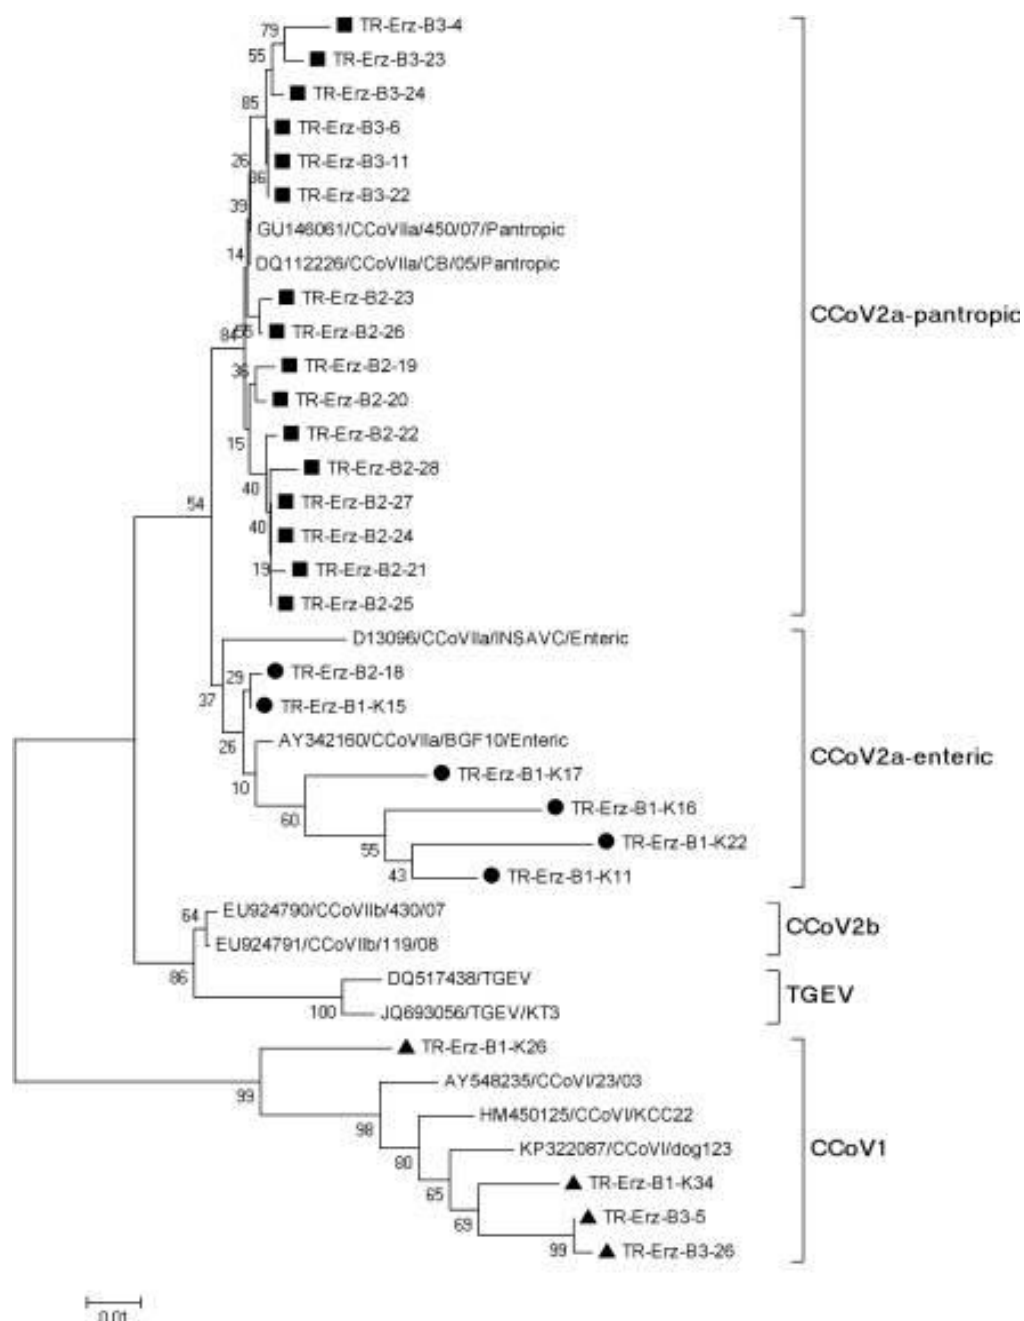 79
TR-Erz-B3-4
55
TR-Erz-B3-23
TR-Erz-B3-24
85
TR-Erz-B3-6
26
TR-Erz-B3-11
36
TR-Erz-B3-22
39
GU146061/CCoVIIa/450/07/Pantropic
14
DQ112226/CCoVIIa/CB/05/Pantropic
TR-Erz-B2-23
CCoV2a-pantropic
84
55
TR-Erz-B2-26
36
TR-Erz-B2-19
TR-Erz-B2-20
15
TR-Erz-B2-22
TR-Erz-B2-28
40
54
TR-Erz-B2-27
40
TR-Erz-B2-24
19
TR-Erz-B2-21
TR-Erz-B2-25
D13096/CCoVIIa/INSAVC/Enteric
29
TR-Erz-B2-18
37
TR-Erz-B1-K15
26
AY342160/CCoVIIa/BGF10/Enteric
CCoV2a-enteric
10
TR-Erz-B1-K17
60
TR-Erz-B1-K16
55
TR-Erz-B1-K22
43
TR-Erz-B1-K11
64
EU924790/CCoVIIb/430/07
CCoV2b
EU924791/CCoVIIb/119/08
86
DQ517438/TGEV
TGEV
100
JQ693056/TGEV/KT3
TR-Erz-B1-K26
99
AY548235/CCoVI/23/03
98
HM450125/CCoVI/KCC22
80
KP322087/CCoVI/dog123
CCoV1
65
TR-Erz-B1-K34
69
TR-Erz-B3-5
99
TR-Erz-B3-26
0.01